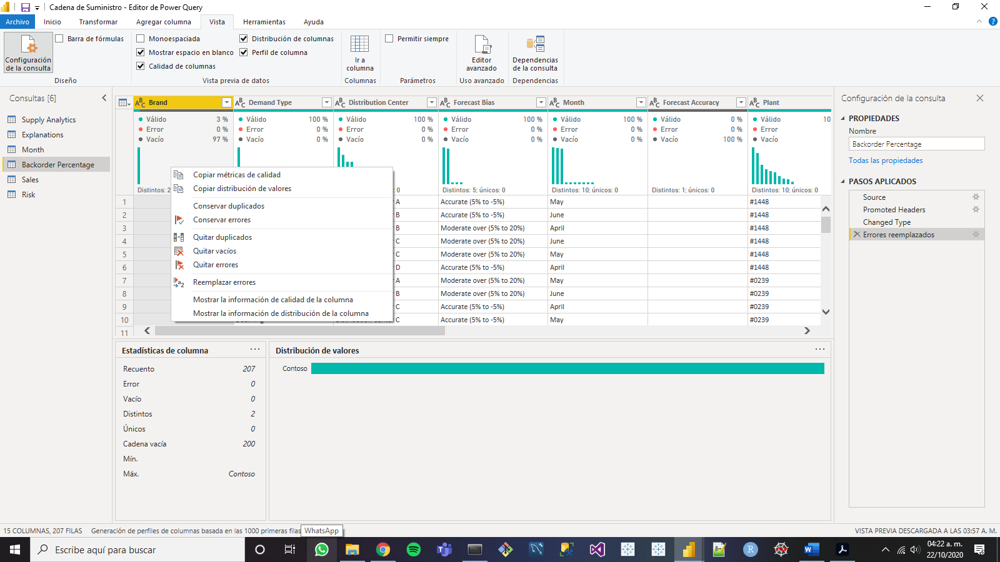 Cadena de Suministro - Editor de Power Query
Archivo Inicio Transformar Agregar columna Vista Herramientas Ayuda
Configuración de la consulta
Barra de fórmulas
Diseño
Monoespaciada
Mostrar espacio en blanco
Calidad de columnas
Distribución de columnas
Perfil de columna
Vista previa de datos
Ir a columna
Columnas
Permitir siempre
Parámetros
Editor avanzado
Uso avanzado
Dependencias de la consulta
Dependencias
Consultas [6]
Supply Analytics
Explanations
Month
Backorder Percentage
Sales
Risk
Brand Demand Type Distribution Center Forecast Bias Month Forecast Accuracy Plant
Válido 3 % Válido 100 % Válido 100 % Válido 100 % Válido 100 % Válido 0 % Válido 10
Error 0 % Error 0 % Error 0 % Error 0 % Error 0 % Error 0 % Error
Vacío 97 % Vacío 0 % Vacío 0 % Vacío 0 % Vacío 0 % Vacío 100 % Vacío
Distintos: 2 ; 0 Distintos: 5; únicos: 0 Distintos: 10; únicos: 0 Distintos: 1; únicos: 0 Distintos: 10; únicos: 0
1 A Accurate (5% to -5%) May #1448
2 B Accurate (5% to -5%) June #1448
3 B Moderate over (5% to 20%) April #1448
4 C Moderate over (5% to 20%) June #1448
5 C Moderate over (5% to 20%) May #1448
6 D Accurate (5% to -5%) April #1448
7 A Moderate over (5% to 20%) May #0239
8 B Moderate over (5% to 20%) June #0239
9 C Accurate (5% to -5%) April #0239
10 C Accurate (5% to -5%) May #0239
11
Copiar métricas de calidad
Copiar distribución de valores
Conservar duplicados
Conservar errores
Quitar duplicados
Quitar vacíos
Quitar errores
Reemplazar errores
Mostrar la información de calidad de la columna
Mostrar la información de distribución de la columna
Estadísticas de columna
Recuento 207
Error 0
Vacío 0
Distintos 2
Únicos 0
Cadena vacía 200
Mín.
Máx. Contoso
Distribución de valores
Contoso
Configuración de la consulta
PROPIEDADES
Nombre
Backorder Percentage
Todas las propiedades
PASOS APLICADOS
Source
Promoted Headers
Changed Type
Errores reemplazados
15 COLUMNAS, 207 FILAS Generación de perfiles de columnas basada en las 1000 primeras filas
WhatsApp
VISTA PREVIA DESCARGADA A LAS 03:57 A. M.
Escribe aquí para buscar
04:22 a. m.
22/10/2020